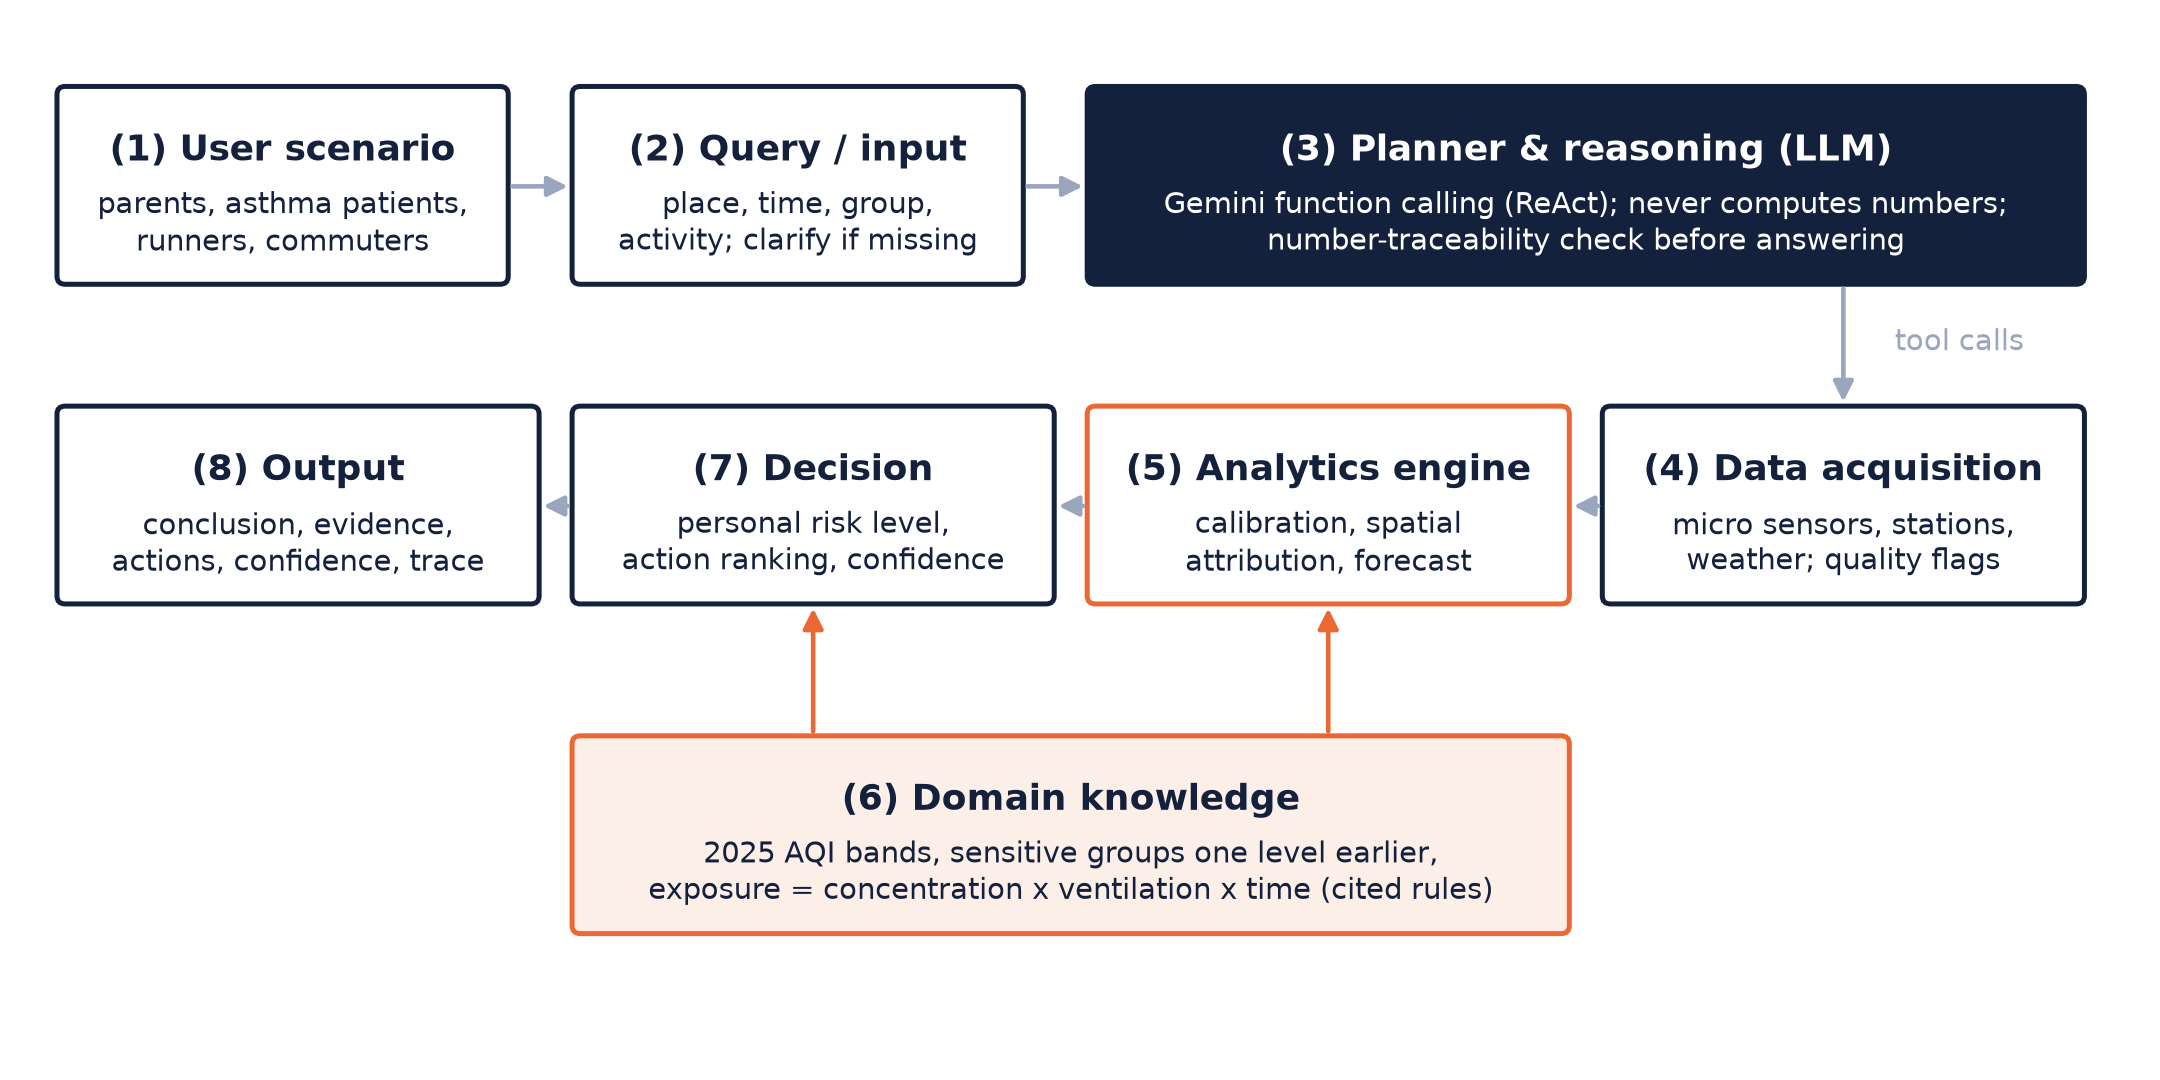 (1) User scenario
parents, asthma patients,
runners, commuters
(2) Query / input
place, time, group,
activity; clarify if missing
(3) Planner & reasoning (LLM)
Gemini function calling (ReAct); never computes numbers;
number-traceability check before answering
tool calls
(8) Output
conclusion, evidence,
actions, confidence, trace
(7) Decision
personal risk level,
action ranking, confidence
(5) Analytics engine
calibration, spatial
attribution, forecast
(4) Data acquisition
micro sensors, stations,
weather; quality flags
(6) Domain knowledge
2025 AQI bands, sensitive groups one level earlier,
exposure = concentration x ventilation x time (cited rules)